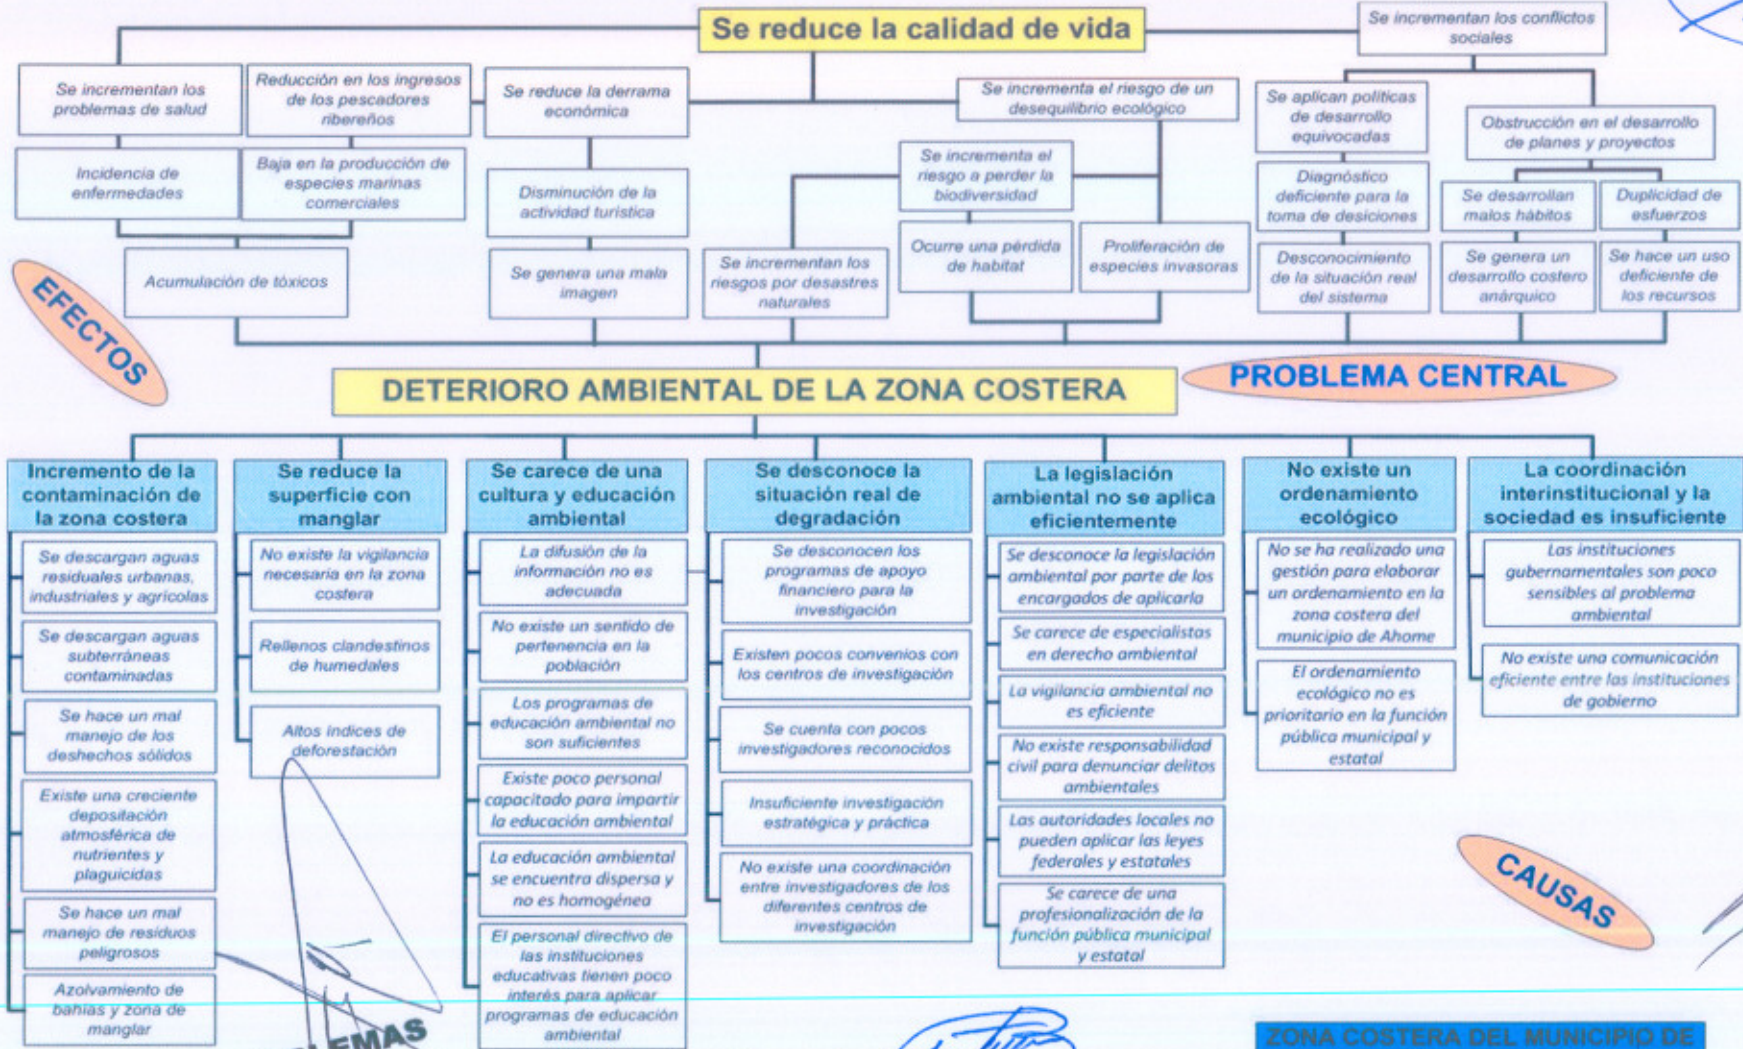 Se reduce la calidad de vida
Se incrementan los conflictos
sociales
Se incrementan los
problemas de salud
Reducción en los ingresos
de los pescadores
ribereños
Se reduce la derrama
económica
Se incrementa el riesgo de un
desequilibrio ecológico
Se aplican políticas
de desarrollo
equivocadas
Obstrucción en el desarrollo
de planes y proyectos
Incidencia de
enfermedades
Baja en la producción de
especies marinas
comerciales
Disminución de la
actividad turística
Se incrementa el
riesgo a perder la
biodiversidad
Diagnóstico
deficiente para la
toma de desiciones
Se desarrollan
malos hábitos
Duplicidad de
esfuerzos
Acumulación de tóxicos
Se genera una mala
imagen
Se incrementan los
riesgos por desastres
naturales
Ocurre una pérdida
de habitat
Proliferación de
especies invasoras
Desconocimiento
de la situación real
del sistema
Se genera un
desarrollo costero
anárquico
Se hace un uso
deficiente de
los recursos
EFECTOS
DETERIORO AMBIENTAL DE LA ZONA COSTERA
PROBLEMA CENTRAL
Incremento de la
contaminación de
la zona costera
Se descargan aguas
residuales urbanas,
industriales y agrícolas
Se descargan aguas
subterráneas
contaminadas
Se hace un mal
manejo de los
deshechos sólidos
Existe una creciente
depositación
atmosférica de
nutrientes y
plaguicidas
Se hace un mal
manejo de residuos
peligrosos
Azolvamiento de
bahías y zona de
manglar
Se reduce la
superficie con
manglar
No existe la vigilancia
necesaria en la zona
costera
Rellenos clandestinos
de humedales
Altos índices de
deforestación
Se carece de una
cultura y educación
ambiental
La difusión de la
información no es
adecuada
No existe un sentido de
pertenencia en la
población
Los programas de
educación ambiental no
son suficientes
Existe poco personal
capacitado para impartir
la educación ambiental
La educación ambiental
se encuentra dispersa y
no es homogénea
El personal directivo de
las instituciones
educativas tienen poco
interés para aplicar
programas de educación
ambiental
Se desconoce la
situación real de
degradación
Se desconocen los
programas de apoyo
financiero para la
investigación
Existen pocos convenios con
los centros de investigación
Se cuenta con pocos
investigadores reconocidos
Insuficiente investigación
estratégica y práctica
No existe una coordinación
entre investigadores de los
diferentes centros de
investigación
La legislación
ambiental no se aplica
eficientemente
Se desconoce la legislación
ambiental por parte de los
encargados de aplicarla
Se carece de especialistas
en derecho ambiental
La vigilancia ambiental no
es eficiente
No existe responsabilidad
civil para denunciar delitos
ambientales
Las autoridades locales no
pueden aplicar las leyes
federales y estatales
Se carece de una
profesionalización de la
función pública municipal
y estatal
No existe un
ordenamiento
ecológico
No se ha realizado una
gestión para elaborar
un ordenamiento en la
zona costera del
municipio de Ahome
El ordenamiento
ecológico no es
prioritario en la función
pública municipal y
estatal
La coordinación
interinstitucional y la
sociedad es insuficiente
Las instituciones
gubernamentales son poco
sensibles al problema
ambiental
No existe una comunicación
eficiente entre las instituciones
de gobierno
CAUSAS
ZONA COSTERA DEL MUNICIPIO DE